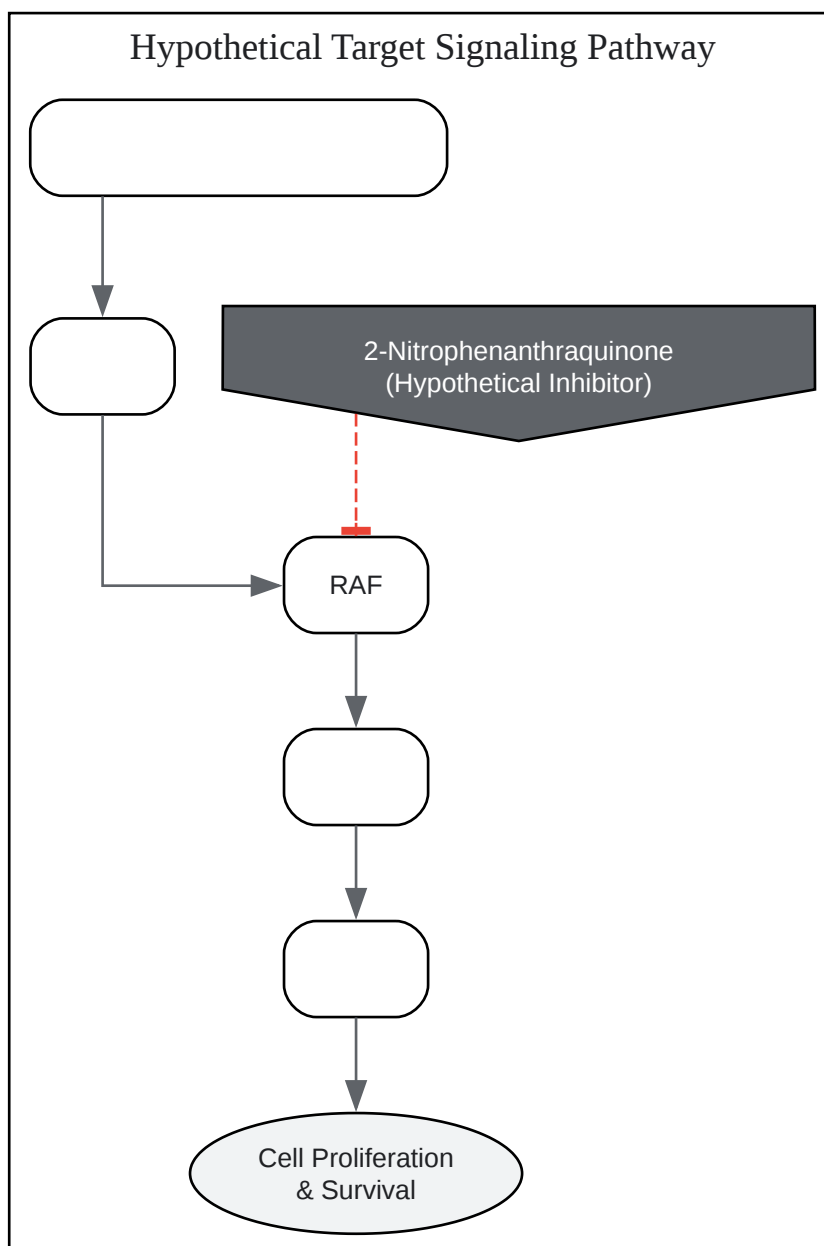 Hypothetical Target Signaling Pathway
2-Nitrophenanthraquinone
(Hypothetical Inhibitor)
RAF
Cell Proliferation
& Survival